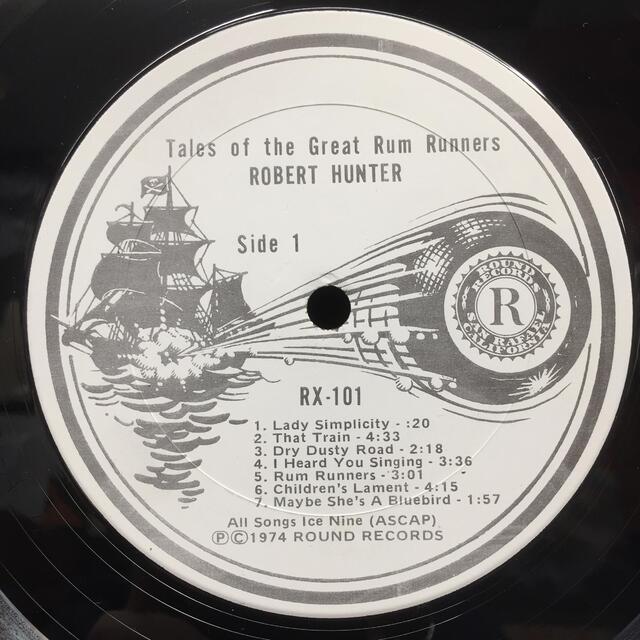 Tales of the Great Rum Runners
ROBERT HUNTER
Side 1
ROUND
RECORDS
R
SAN RAFAEL
CALIFORNIA
RX-101
1. Lady Simplicity - :20
2. That Train - 4:33
3. Dry Dusty Road - 2:18
4. I Heard You Singing - 3:36
5. Rum Runners - 3:01
6. Children's Lament - 4:15
7. Maybe She's A Bluebird - 1:57
All Songs Ice Nine (ASCAP)
Ⓟ©1974 ROUND RECORDS